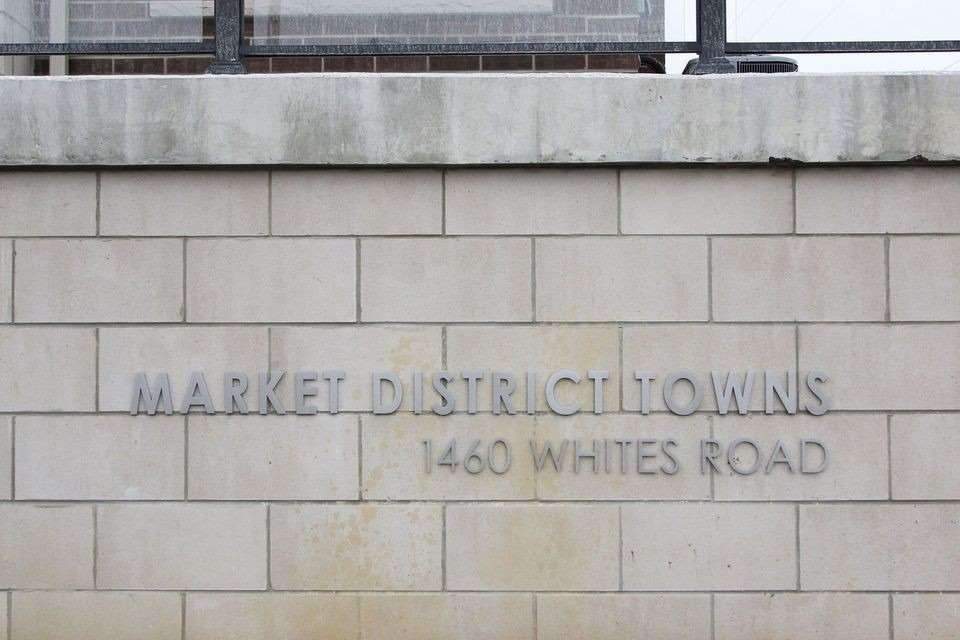 MARKET DISTRICT TOWNS
1460 WHITES ROAD